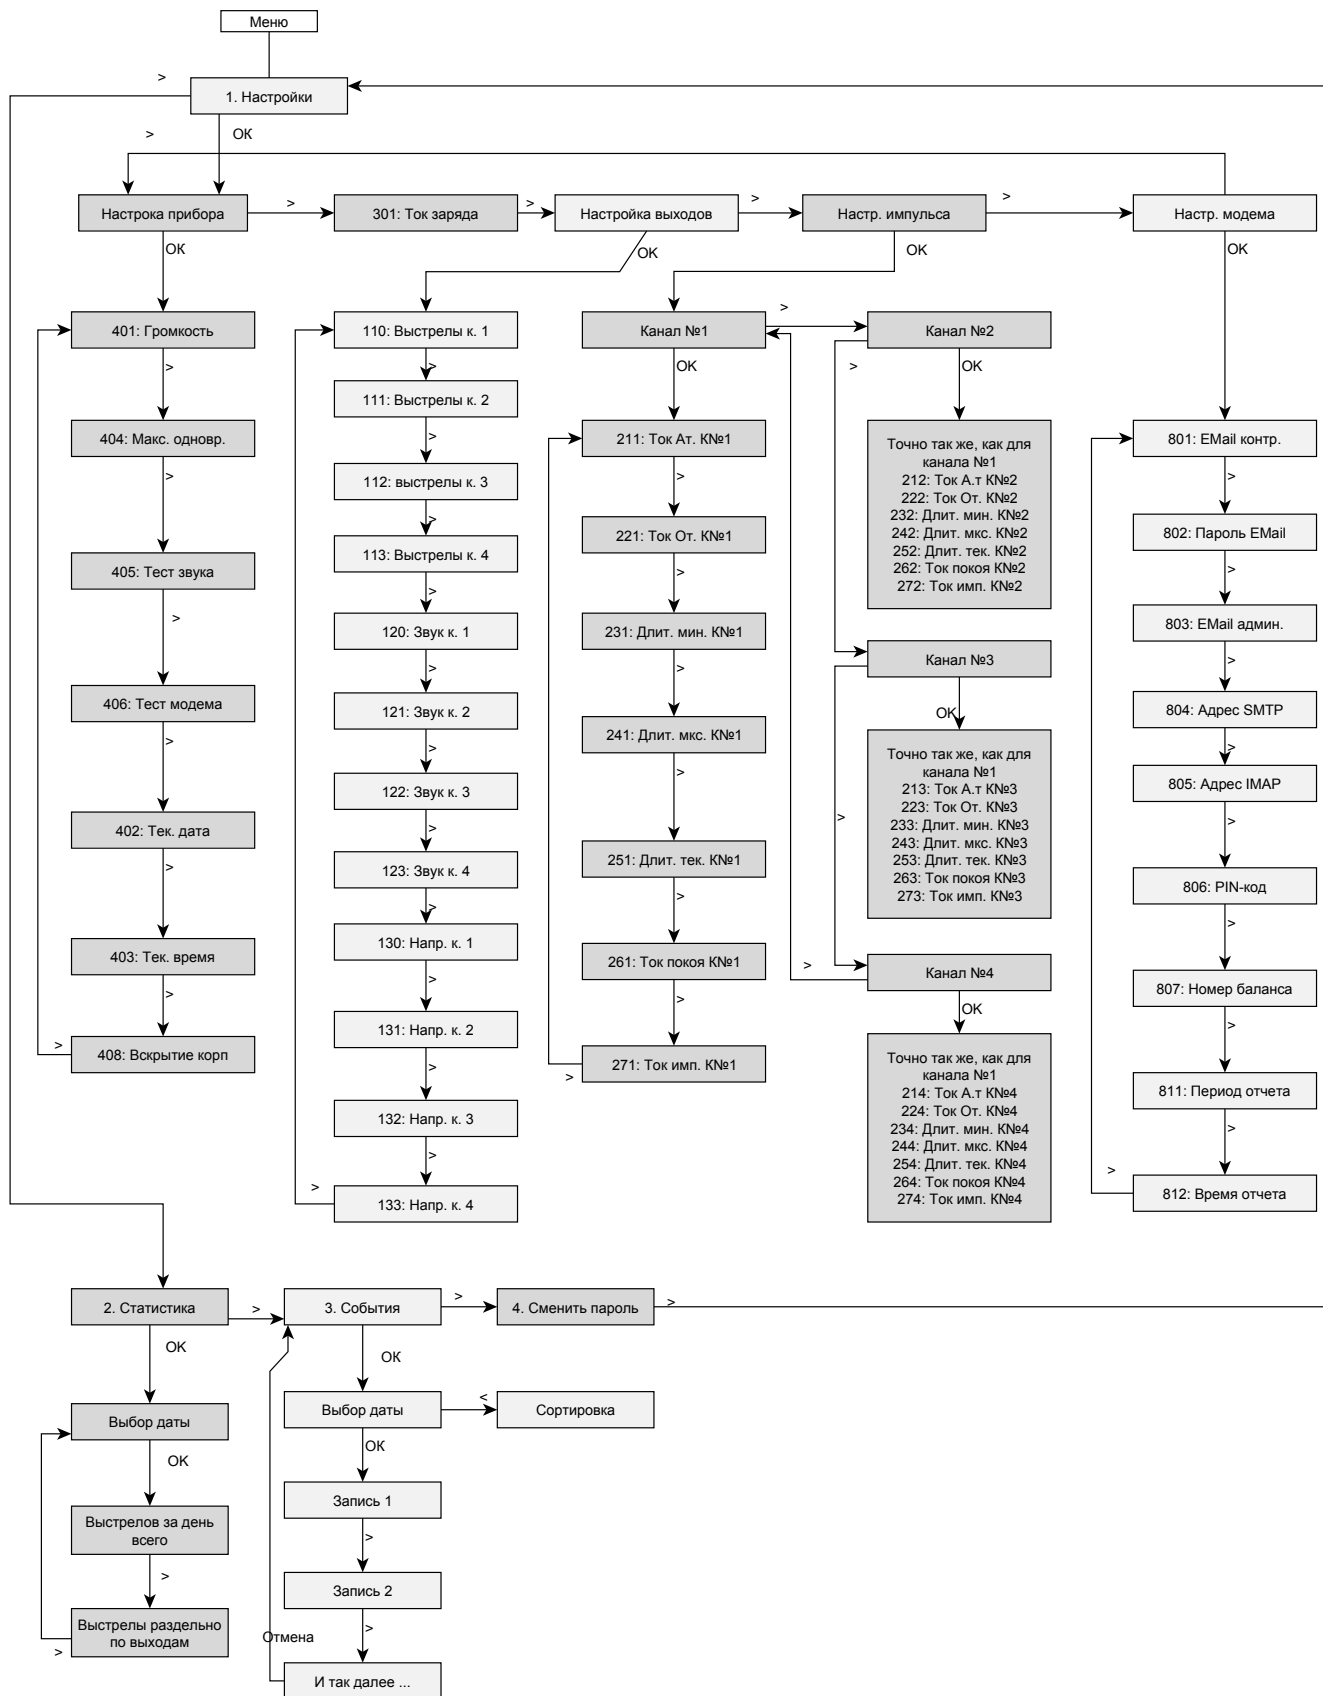 Меню
>
1. Настройки
OK
>
Настрока прибора
>
301: Ток заряда
>
Настройка выходов
>
Настр. импульса
>
Настр. модема
OK
OK
OK
OK
401: Громкость
>
404: Макс. одновр.
>
405: Тест звука
>
406: Тест модема
>
402: Тек. дата
>
403: Тек. время
>
>
408: Вскрытие корп
110: Выстрелы к. 1
>
111: Выстрелы к. 2
>
112: выстрелы к. 3
>
113: Выстрелы к. 4
>
120: Звук к. 1
>
121: Звук к. 2
>
122: Звук к. 3
>
123: Звук к. 4
>
130: Напр. к. 1
>
131: Напр. к. 2
>
132: Напр. к. 3
>
>
133: Напр. к. 4
Канал №1
>
OK
211: Ток Ат. К№1
>
221: Ток От. К№1
>
231: Длит. мин. К№1
>
241: Длит. мкс. К№1
>
251: Длит. тек. К№1
>
261: Ток покоя К№1
>
271: Ток имп. К№1
>
Канал №2
>
OK
Точно так же, как для
канала №1
212: Ток А.т К№2
222: Ток От. К№2
232: Длит. мин. К№2
242: Длит. мкс. К№2
252: Длит. тек. К№2
262: Ток покоя К№2
272: Ток имп. К№2
Канал №3
OK
>
Точно так же, как для
канала №1
213: Ток А.т К№3
223: Ток От. К№3
233: Длит. мин. К№3
243: Длит. мкс. К№3
253: Длит. тек. К№3
263: Ток покоя К№3
273: Ток имп. К№3
>
Канал №4
OK
Точно так же, как для
канала №1
214: Ток А.т К№4
224: Ток От. К№4
234: Длит. мин. К№4
244: Длит. мкс. К№4
254: Длит. тек. К№4
264: Ток покоя К№4
274: Ток имп. К№4
801: EMail контр.
>
802: Пароль EMail
>
803: EMail админ.
>
804: Адрес SMTP
>
805: Адрес IMAP
>
806: PIN-код
>
807: Номер баланса
>
811: Период отчета
>
>
812: Время отчета
2. Статистика
>
3. События
>
4. Сменить пароль
>
OK
Выбор даты
OK
Выстрелов за день
всего
>
Выстрелы раздельно
по выходам
>
OK
Выбор даты
<
Сортировка
OK
Запись 1
>
Запись 2
>
Отмена
И так далее ...